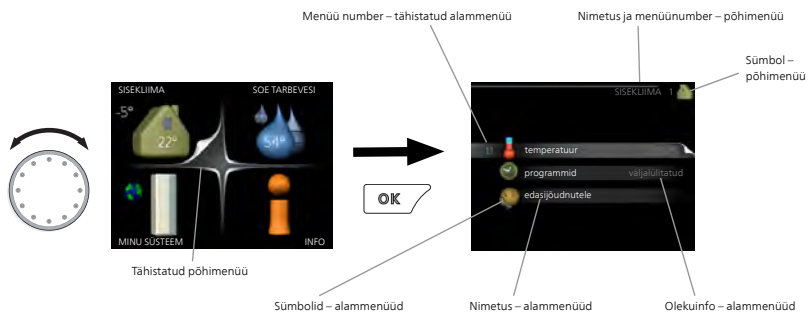 Menüü number – tähistatud alammenüü
Nimetus ja menüünumber – põhimenüü
Sümbol –
põhimenüü
SISEKLIIMA
SOE TARBEVESI
-5°
22°
54°
MINU SÜSTEEM
INFO
OK
SISEKLIIMA 1
1.1 temperatuur
programmid väljalülitatud
edasijõudnutele
Tähistatud põhimenüü
Sümbolid – alammenüüd
Nimetus – alammenüüd
Olekuinfo – alammenüüd